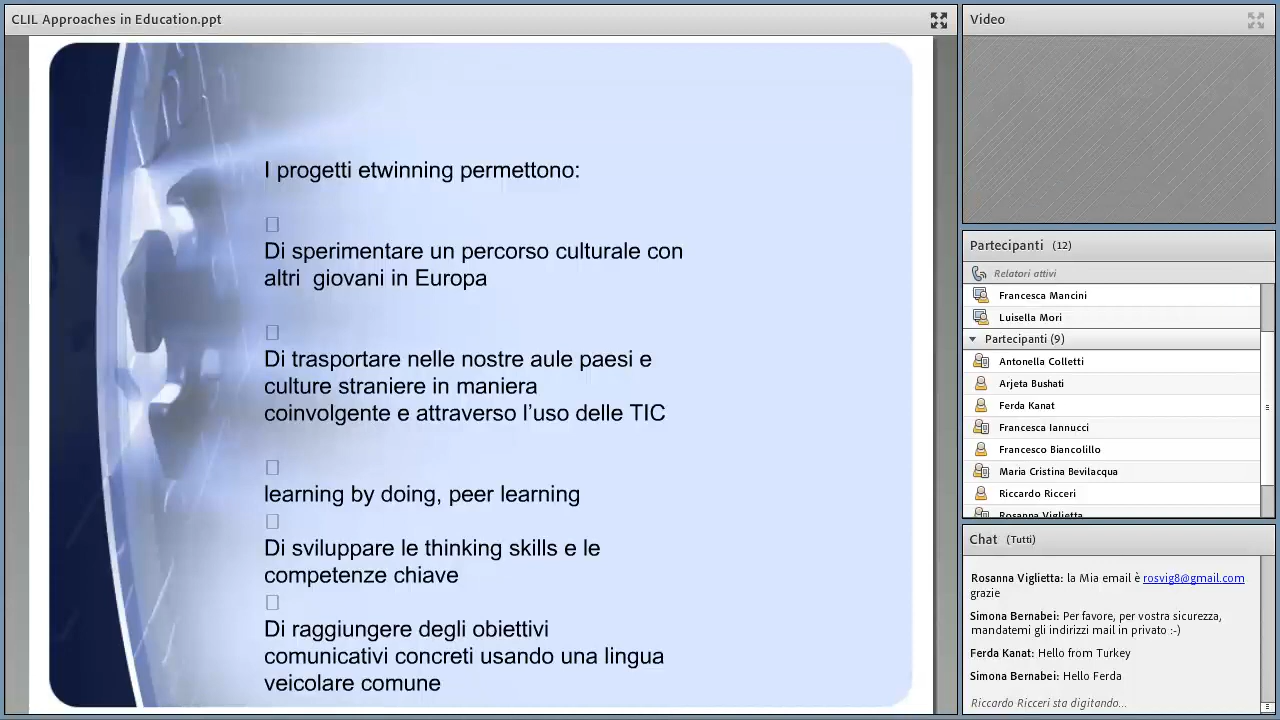 CLIL Approaches in Education.ppt
I progetti etwinning permettono:
Di sperimentare un percorso culturale con
altri  giovani in Europa
Di trasportare nelle nostre aule paesi e
culture straniere in maniera
coinvolgente e attraverso l’uso delle TIC
learning by doing, peer learning
Di sviluppare le thinking skills e le
competenze chiave
Di raggiungere degli obiettivi
comunicativi concreti usando una lingua
veicolare comune
Video
Partecipanti (12)
Relatori attivi
Francesca Mancini
Luisella Mori
Partecipanti (9)
Antonella Colletti
Arjeta Bushati
Ferda Kanat
Francesca Iannucci
Francesco Biancolillo
Maria Cristina Bevilacqua
Riccardo Ricceri
Rosanna Viglietta
Chat (Tutti)
Rosanna Viglietta: la Mia email è rosvig8@gmail.com
grazie
Simona Bernabei: Per favore, per vostra sicurezza,
mandatemi gli indirizzi mail in privato :-)
Ferda Kanat: Hello from Turkey
Simona Bernabei: Hello Ferda
Riccardo Ricceri sta digitando...